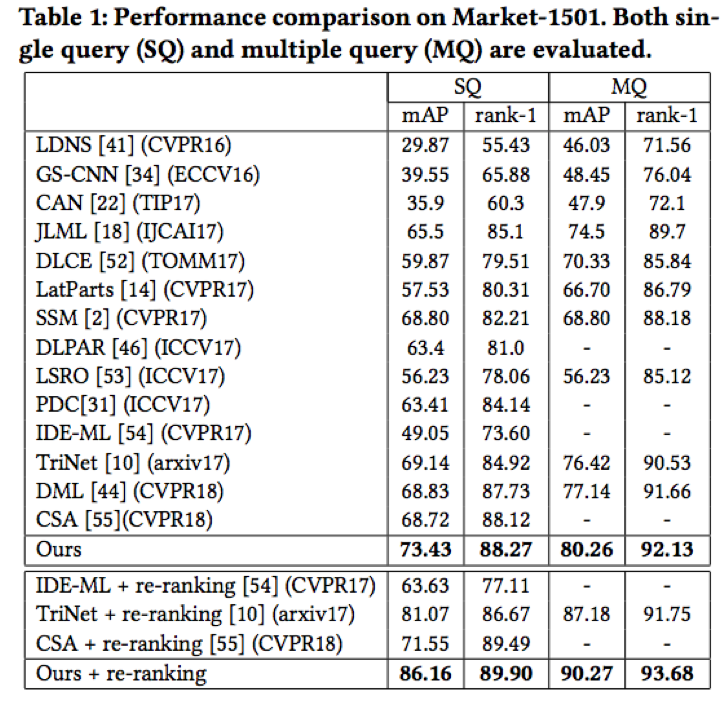 Table 1: Performance comparison on Market-1501. Both sin-
gle query (SQ) and multiple query (MQ) are evaluated.
SQ MQ
mAP rank-1 mAP rank-1
LDNS [41] (CVPR16) 29.87 55.43 46.03 71.56
GS-CNN [34] (ECCV16) 39.55 65.88 48.45 76.04
CAN [22] (TIP17) 35.9 60.3 47.9 72.1
JLML [18] (IJCAI17) 65.5 85.1 74.5 89.7
DLCE [52] (TOMM17) 59.87 79.51 70.33 85.84
LatParts [14] (CVPR17) 57.53 80.31 66.70 86.79
SSM [2] (CVPR17) 68.80 82.21 68.80 88.18
DLPAR [46] (ICCV17) 63.4 81.0 - -
LSRO [53] (ICCV17) 56.23 78.06 56.23 85.12
PDC[31] (ICCV17) 63.41 84.14 - -
IDE-ML [54] (CVPR17) 49.05 73.60 - -
TriNet [10] (arxiv17) 69.14 84.92 76.42 90.53
DML [44] (CVPR18) 68.83 87.73 77.14 91.66
CSA [55](CVPR18) 68.72 88.12 - -
Ours 73.43 88.27 80.26 92.13
IDE-ML + re-ranking [54] (CVPR17) 63.63 77.11 - -
TriNet + re-ranking [10] (arxiv17) 81.07 86.67 87.18 91.75
CSA + re-ranking [55] (CVPR18) 71.55 89.49 - -
Ours + re-ranking 86.16 89.90 90.27 93.68